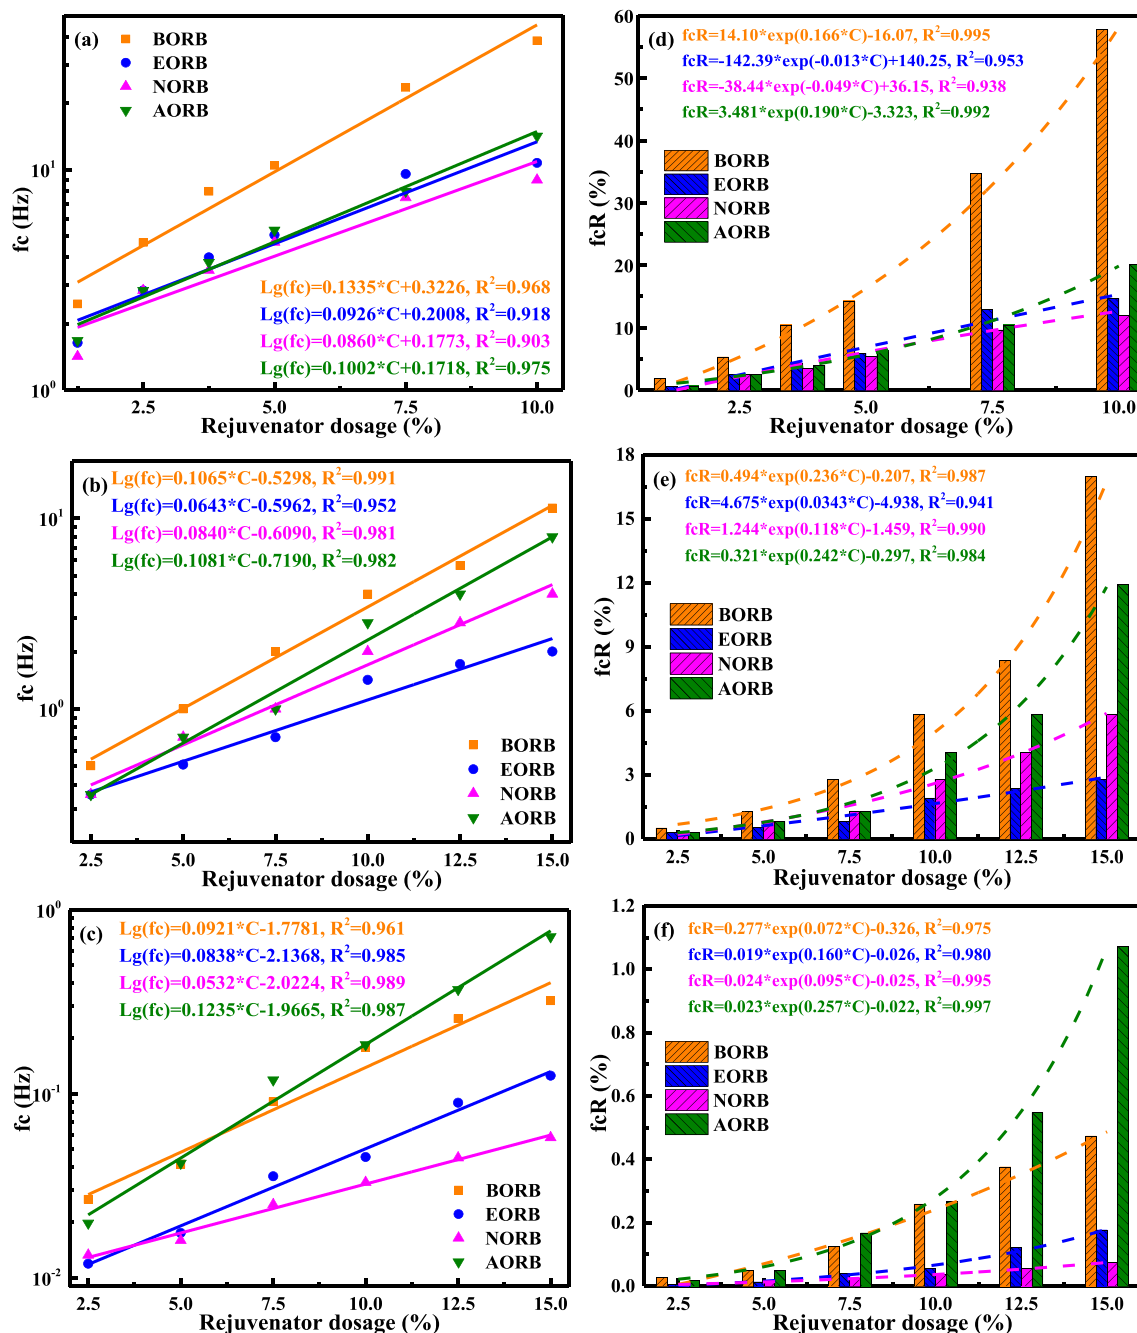 (a)
BORB
EORB
NORB
AORB
Lg(fc)=0.1335*C+0.3226, R²=0.968
Lg(fc)=0.0926*C+0.2008, R²=0.918
Lg(fc)=0.0860*C+0.1773, R²=0.903
Lg(fc)=0.1002*C+0.1718, R²=0.975
10¹
10⁰
fc (Hz)
2.5 5.0 7.5 10.0
Rejuvenator dosage (%)
(d)
fcR=14.10*exp(0.166*C)-16.07, R²=0.995
fcR=-142.39*exp(-0.013*C)+140.25, R²=0.953
fcR=-38.44*exp(-0.049*C)+36.15, R²=0.938
fcR=3.481*exp(0.190*C)-3.323, R²=0.992
BORB
EORB
NORB
AORB
60
50
40
30
20
10
0
fcR (%)
2.5 5.0 7.5 10.0
Rejuvenator dosage (%)
(b)
Lg(fc)=0.1065*C-0.5298, R²=0.991
Lg(fc)=0.0643*C-0.5962, R²=0.952
Lg(fc)=0.0840*C-0.6090, R²=0.981
Lg(fc)=0.1081*C-0.7190, R²=0.982
BORB
EORB
NORB
AORB
10¹
10⁰
fc (Hz)
2.5 5.0 7.5 10.0 12.5 15.0
Rejuvenator dosage (%)
(e)
fcR=0.494*exp(0.236*C)-0.207, R²=0.987
fcR=4.675*exp(0.0343*C)-4.938, R²=0.941
fcR=1.244*exp(0.118*C)-1.459, R²=0.990
fcR=0.321*exp(0.242*C)-0.297, R²=0.984
BORB
EORB
NORB
AORB
18
15
12
9
6
3
0
fcR (%)
2.5 5.0 7.5 10.0 12.5 15.0
Rejuvenator dosage (%)
(c)
Lg(fc)=0.0921*C-1.7781, R²=0.961
Lg(fc)=0.0838*C-2.1368, R²=0.985
Lg(fc)=0.0532*C-2.0224, R²=0.989
Lg(fc)=0.1235*C-1.9665, R²=0.987
BORB
EORB
NORB
AORB
10⁰
10⁻¹
10⁻²
fc (Hz)
2.5 5.0 7.5 10.0 12.5 15.0
Rejuvenator dosage (%)
(f)
fcR=0.277*exp(0.072*C)-0.326, R²=0.975
fcR=0.019*exp(0.160*C)-0.026, R²=0.980
fcR=0.024*exp(0.095*C)-0.025, R²=0.995
fcR=0.023*exp(0.257*C)-0.022, R²=0.997
BORB
EORB
NORB
AORB
1.2
1.0
0.8
0.6
0.4
0.2
0.0
fcR (%)
2.5 5.0 7.5 10.0 12.5 15.0
Rejuvenator dosage (%)